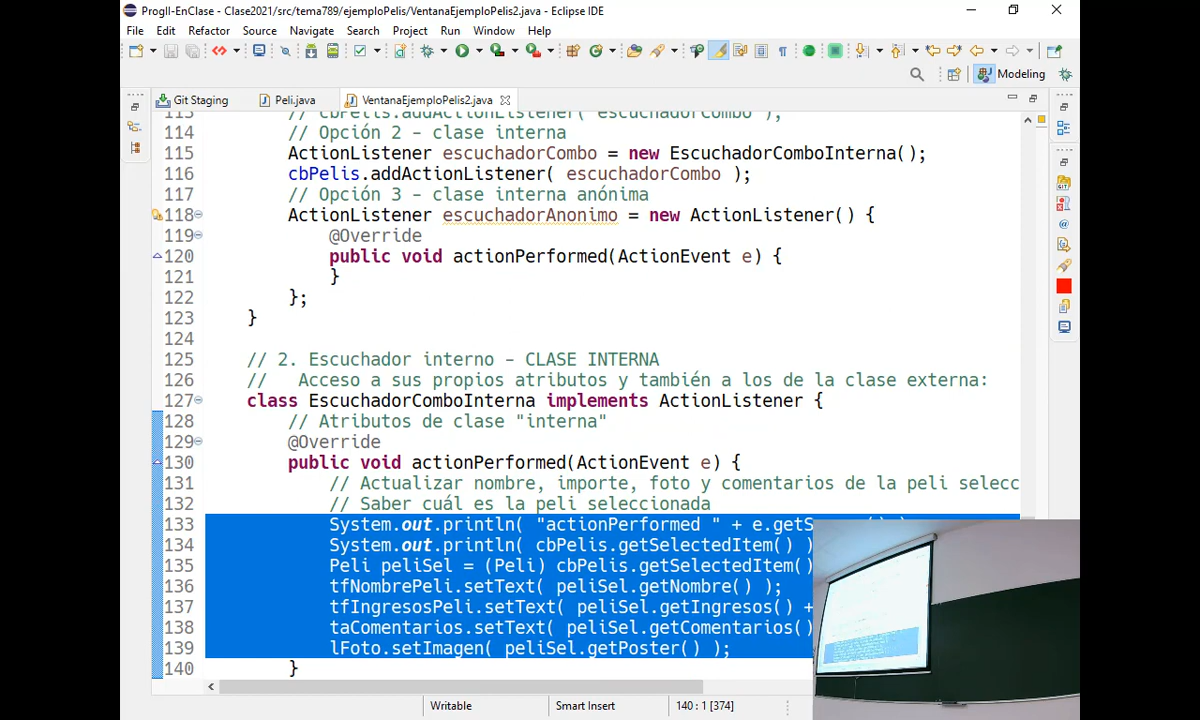 ProgII-EnClase - Clase2021/src/tema789/ejemploPelis/VentanaEjemploPelis2.java - Eclipse IDE
File Edit Refactor Source Navigate Search Project Run Window Help
Modeling
Git Staging Peli.java VentanaEjemploPelis2.java
113 // cbPelis.addActionListener( escuchadorCombo );
114 // Opción 2 - clase interna
115 ActionListener escuchadorCombo = new EscuchadorComboInterna();
116 cbPelis.addActionListener( escuchadorCombo );
117 // Opción 3 - clase interna anónima
118 ActionListener escuchadorAnonimo = new ActionListener() {
119 @Override
120 public void actionPerformed(ActionEvent e) {
121 }
122 };
123 }
124
125 // 2. Escuchador interno - CLASE INTERNA
126 // Acceso a sus propios atributos y también a los de la clase externa:
127 class EscuchadorComboInterna implements ActionListener {
128 // Atributos de clase "interna"
129 @Override
130 public void actionPerformed(ActionEvent e) {
131 // Actualizar nombre, importe, foto y comentarios de la peli selecc
132 // Saber cuál es la peli seleccionada
133 System.out.println( "actionPerformed " + e.getS
134 System.out.println( cbPelis.getSelectedItem() )
135 Peli peliSel = (Peli) cbPelis.getSelectedItem()
136 tfNombrePeli.setText( peliSel.getNombre() );
137 tfIngresosPeli.setText( peliSel.getIngresos() +
138 taComentarios.setText( peliSel.getComentarios()
139 lFoto.setImagen( peliSel.getPoster() );
140 }
Writable Smart Insert 140 : 1 [374]